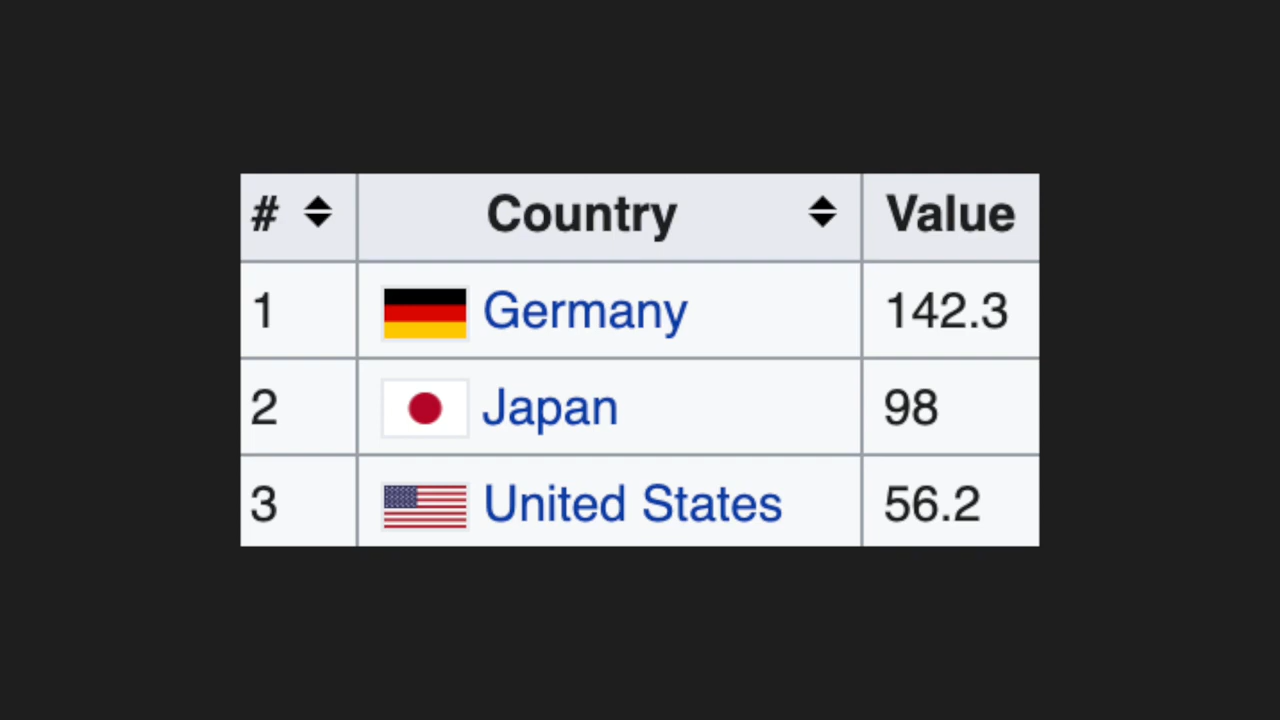 # Country Value
1 Germany 142.3
2 Japan 98
3 United States 56.2